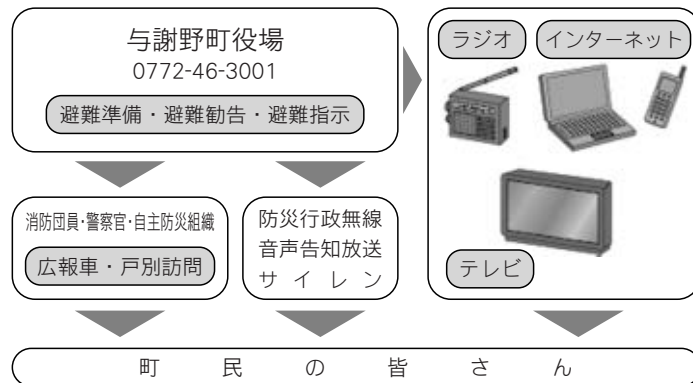 与謝野町役場
0772-46-3001
避難準備・避難勧告・避難指示
ラジオ
インターネット
テレビ
消防団員・警察官・自主防災組織
広報車・戸別訪問
防災行政無線
音声告知放送
サイレン
町民の皆さん